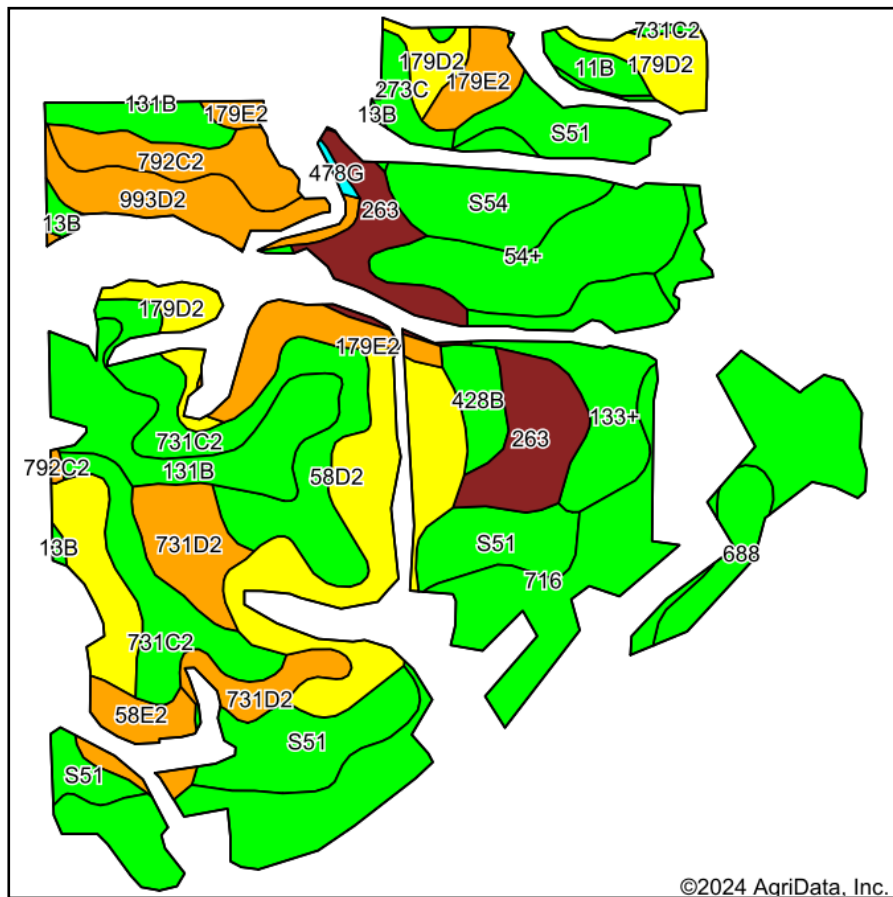 731C2
179D2
11B
179D2
179E2
273C
131B
179E2
13B
S51
792C2
478G
993D2
263
S54
13B
54+
179D2
179E2
428B
133+
731C2
263
792C2
131B
58D2
13B
731D2
S51
688
716
731C2
731D2
58E2
S51
S51
©2024 AgriData, Inc.